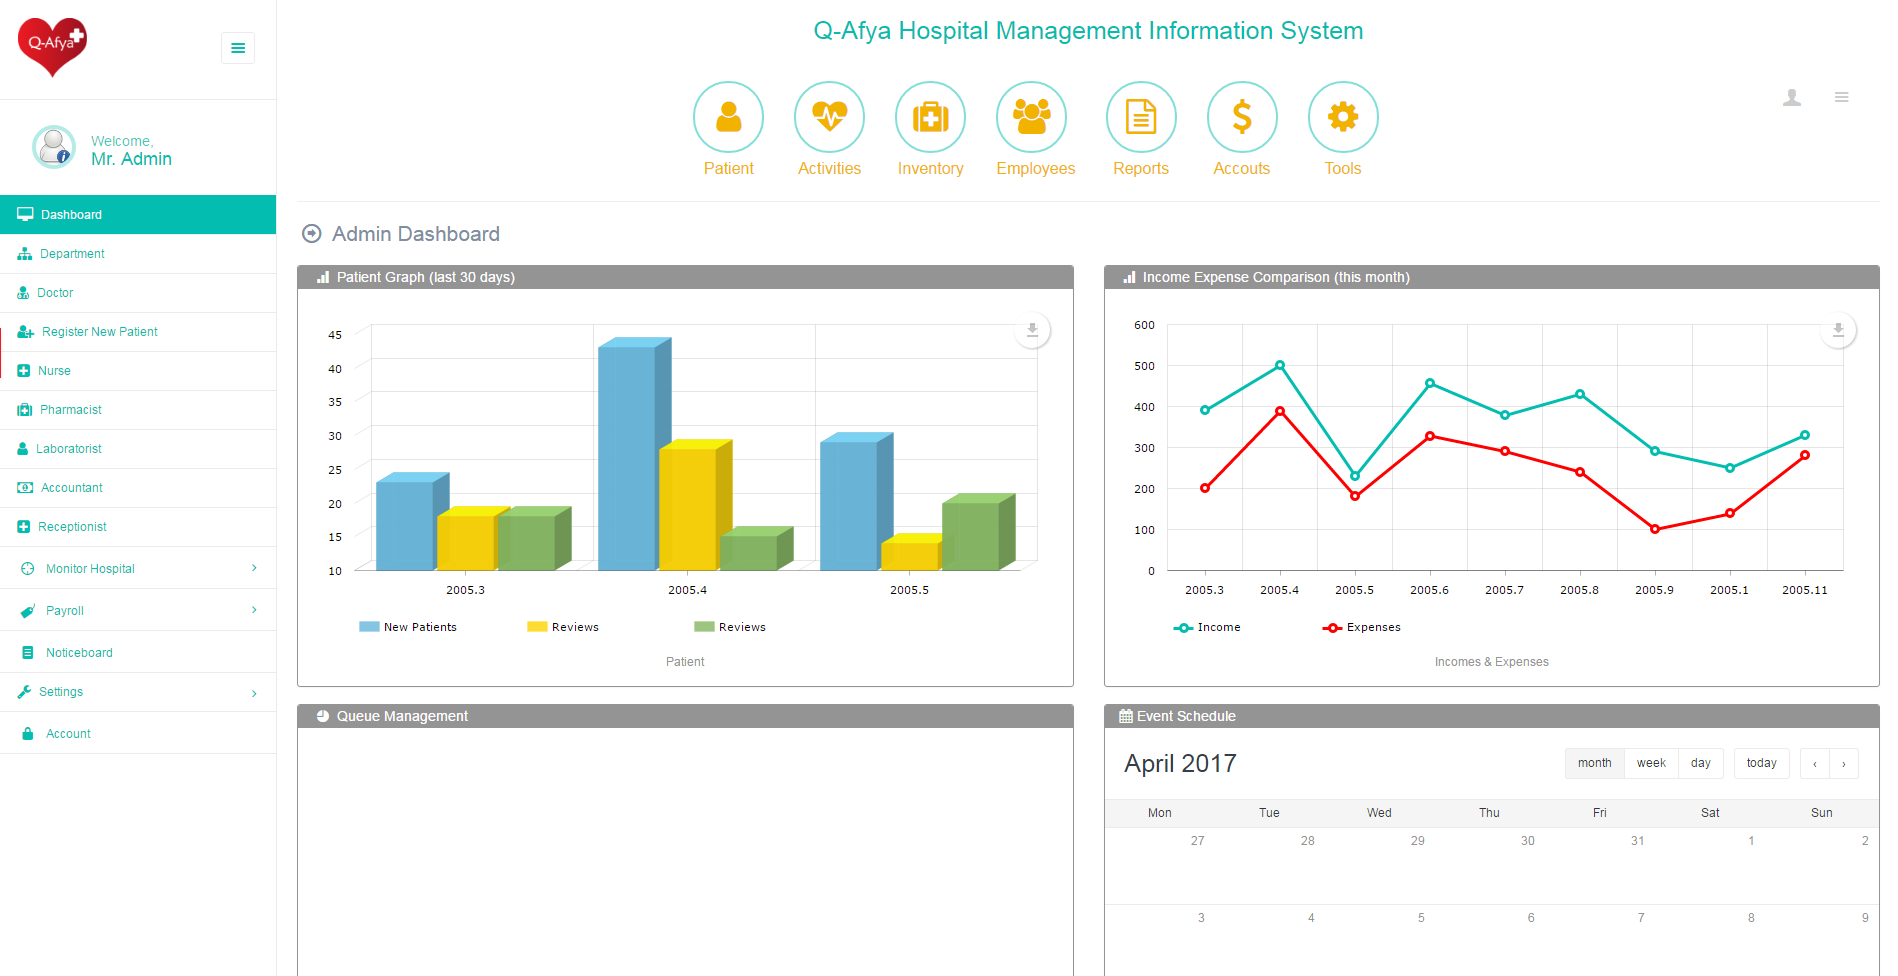 Q-Afya
Welcome,
Mr. Admin
Dashboard
Department
Doctor
Register New Patient
Nurse
Pharmacist
Laboratorist
Accountant
Receptionist
Monitor Hospital
Payroll
Noticeboard
Settings
Account
Q-Afya Hospital Management Information System
Patient Activities Inventory Employees Reports Accouts Tools
Admin Dashboard
Patient Graph (last 30 days)
45
40
35
30
25
20
15
10
2005.3 2005.4 2005.5
New Patients Reviews Reviews
Patient
Income Expense Comparison (this month)
600
500
400
300
200
100
0
2005.3 2005.4 2005.5 2005.6 2005.7 2005.8 2005.9 2005.1 2005.11
Income Expenses
Incomes & Expenses
Queue Management
Event Schedule
April 2017
month week day today ‹ ›
Mon Tue Wed Thu Fri Sat Sun
27 28 29 30 31 1 2
3 4 5 6 7 8 9